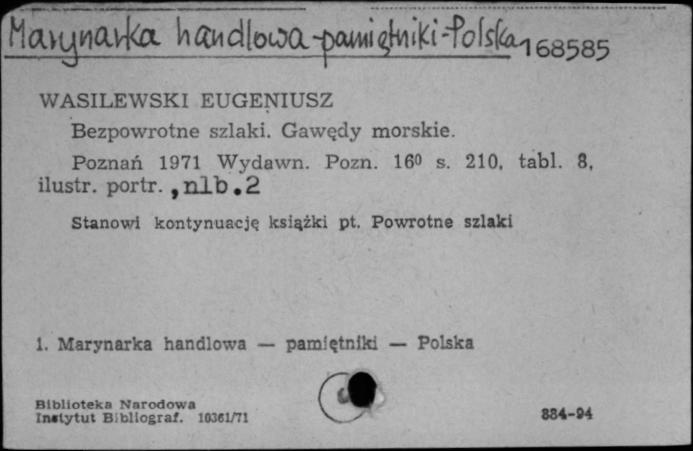 Marynarka handlowa-pamiętniki-Polska 168585
WASILEWSKI EUGENIUSZ
Bezpowrotne szlaki. Gawędy morskie.
Poznań 1971 Wydawn. Pozn. 16⁰ s. 210, tabl. 8,
ilustr. portr. ,nlb.2
Stanowi kontynuację książki pt. Powrotne szlaki
1. Marynarka handlowa — pamiętniki — Polska
Biblioteka Narodowa
Instytut Bibliograf. 10361/71
884-94